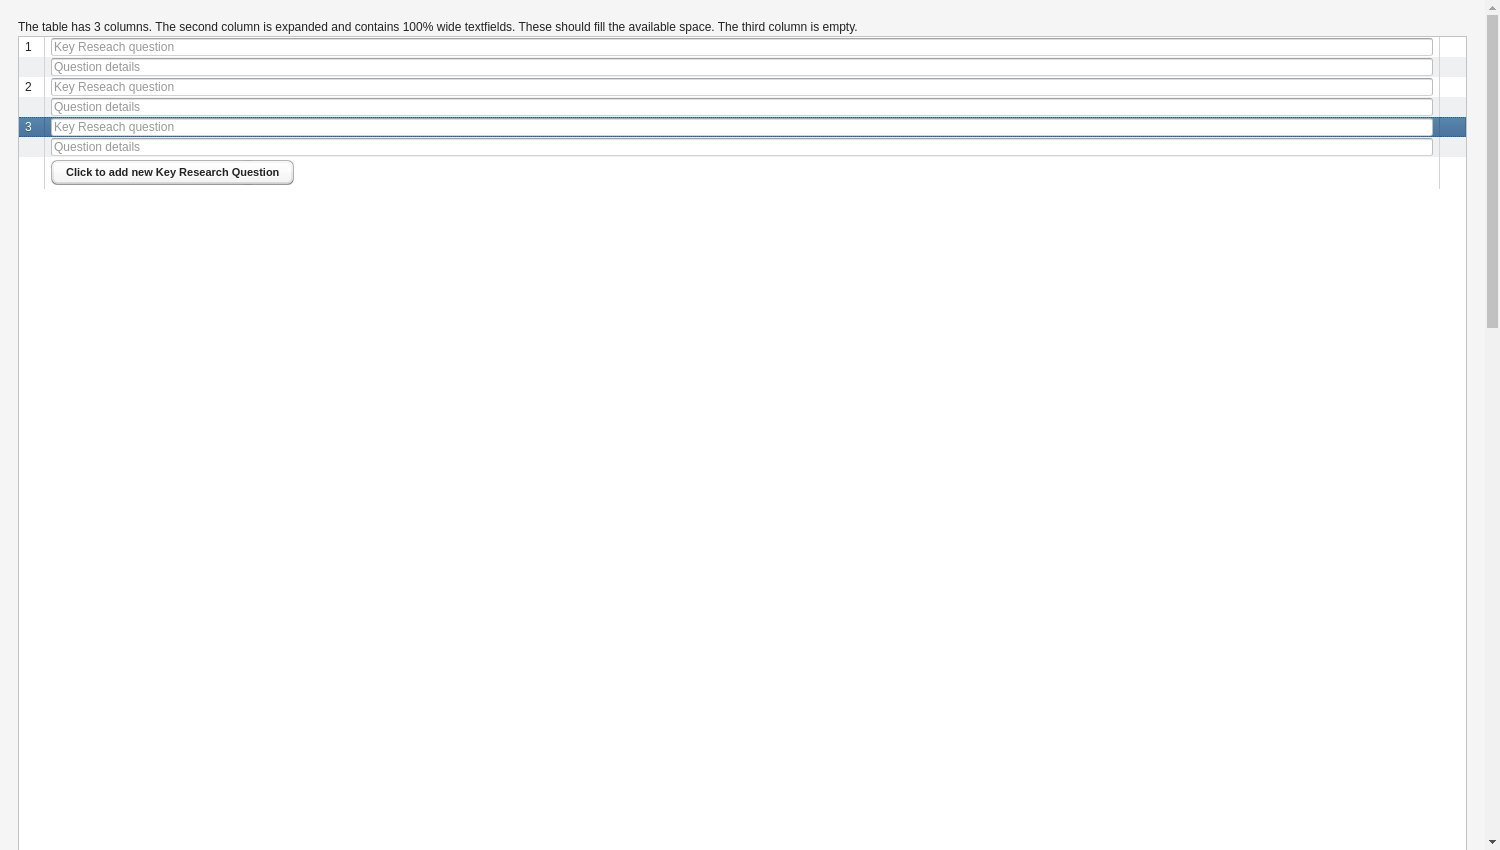 The table has 3 columns. The second column is expanded and contains 100% wide textfields. These should fill the available space. The third column is empty.
1 Key Reseach question
Question details
2 Key Reseach question
Question details
3 Key Reseach question
Question details
Click to add new Key Research Question